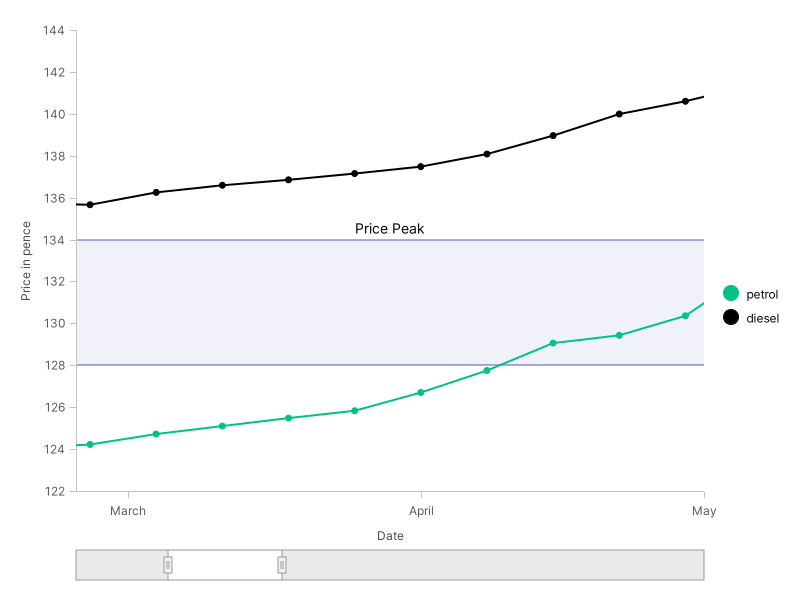 144
142
140
138
136
134
132
130
128
126
124
122
Price in pence
Price Peak
March April May
Date
petrol
diesel